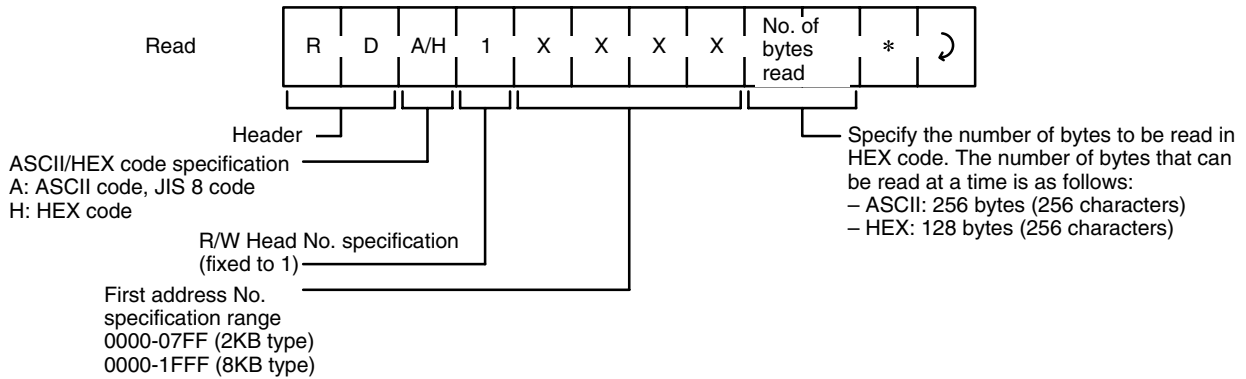 Read
R D A/H 1 X X X X No. of bytes read * ⤸
Header
ASCII/HEX code specification
A: ASCII code, JIS 8 code
H: HEX code
R/W Head No. specification
(fixed to 1)
First address No.
specification range
0000-07FF (2KB type)
0000-1FFF (8KB type)
Specify the number of bytes to be read in
HEX code. The number of bytes that can
be read at a time is as follows:
– ASCII: 256 bytes (256 characters)
– HEX: 128 bytes (256 characters)